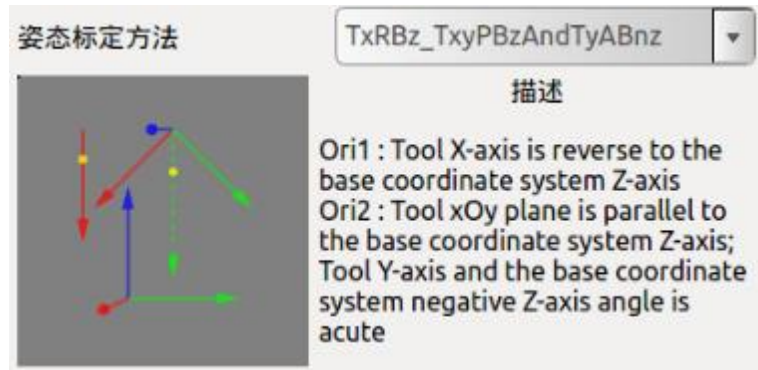 姿态标定方法
TxRBz_TxyPBzAndTyABnz
描述
Ori1 : Tool X-axis is reverse to the
base coordinate system Z-axis
Ori2 : Tool xOy plane is parallel to
the base coordinate system Z-axis;
Tool Y-axis and the base coordinate
system negative Z-axis angle is
acute